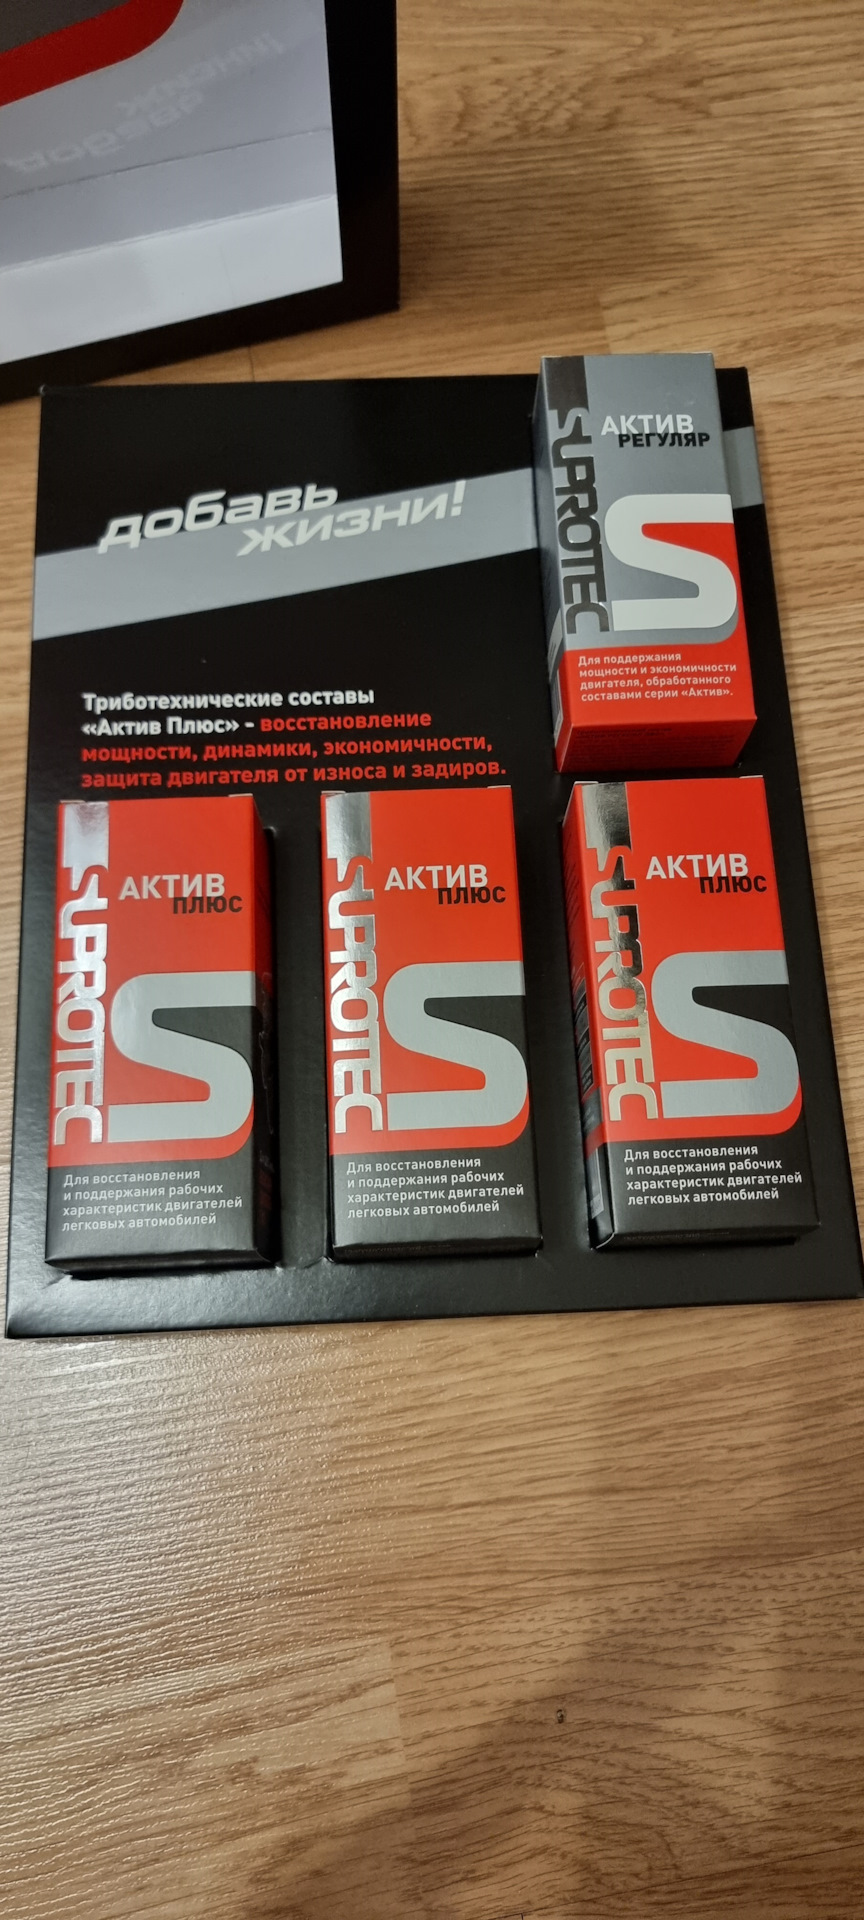 добавь
жизни!
АКТИВ
РЕГУЛЯР
SUPROTEC
S
Для поддержания
мощности и экономичности
двигателя, обработанного
составами серии «Актив».
Триботехнические составы
«Актив Плюс» - восстановление
мощности, динамики, экономичности,
защита двигателя от износа и задиров.
АКТИВ
ПЛЮС
SUPROTEC
S
Для восстановления
и поддержания рабочих
характеристик двигателей
легковых автомобилей
АКТИВ
ПЛЮС
SUPROTEC
S
Для восстановления
и поддержания рабочих
характеристик двигателей
легковых автомобилей
АКТИВ
ПЛЮС
SUPROTEC
S
Для восстановления
и поддержания рабочих
характеристик двигателей
легковых автомобилей